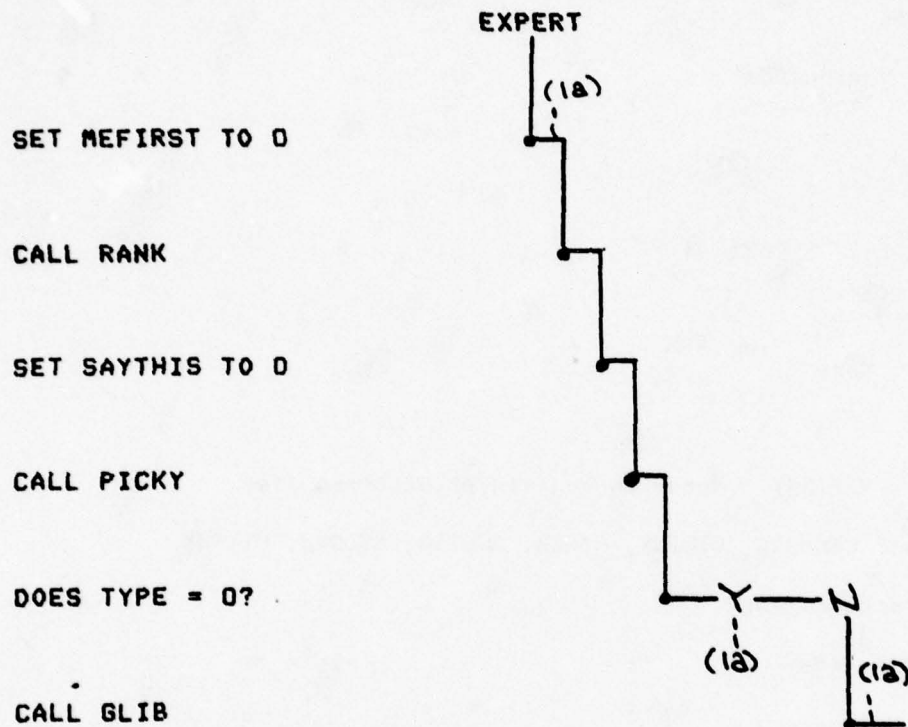 EXPERT
(1a)
SET MEFIRST TO 0
CALL RANK
SET SAYTHIS TO 0
CALL PICKY
DOES TYPE = 0? Y N
(1a) (1a)
CALL GLIB